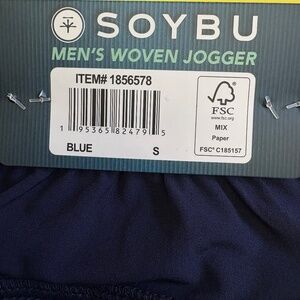 SOYBU
MEN'S WOVEN JOGGER
ITEM# 1856578
1 95365 82479 5
BLUE S
FSC
www.fsc.org
MIX
Paper
FSC® C185157